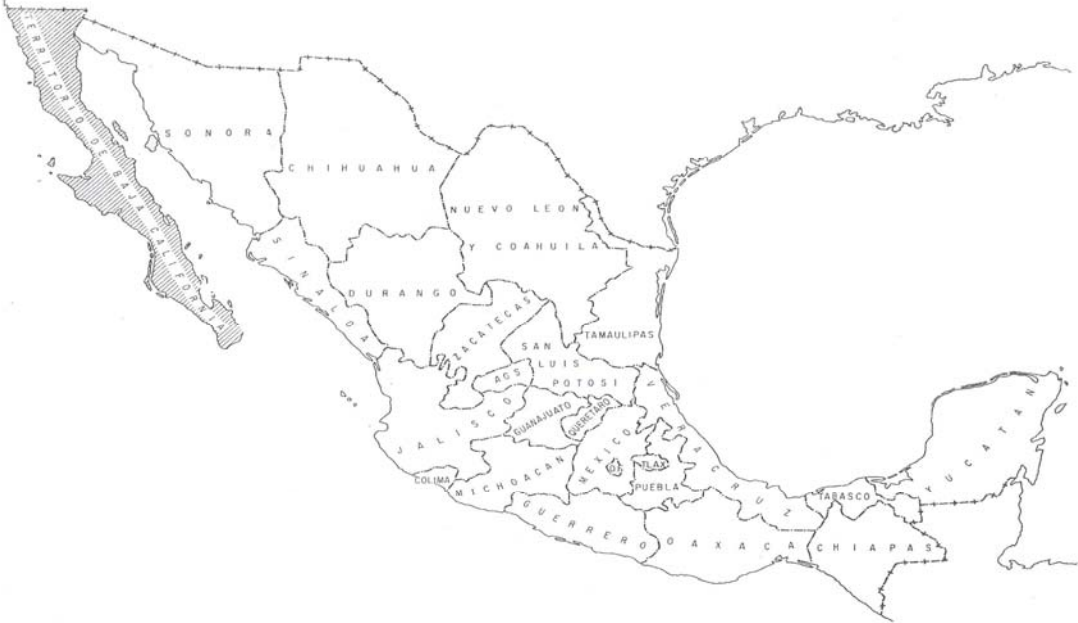 TERRITORIO DE BAJA CALIFORNIA
SONORA
CHIHUAHUA
NUEVO LEON
Y COAHUILA
SINALOA
DURANGO
ZACATECAS
TAMAULIPAS
SAN
LUIS
POTOSI
AGS
JALISCO
GUANAJUATO
QUERETARO
VERACRUZ
COLIMA
MICHOACAN
MEXICO
DF
TLAX
PUEBLA
GUERRERO
OAXACA
CHIAPAS
TABASCO
YUCATAN